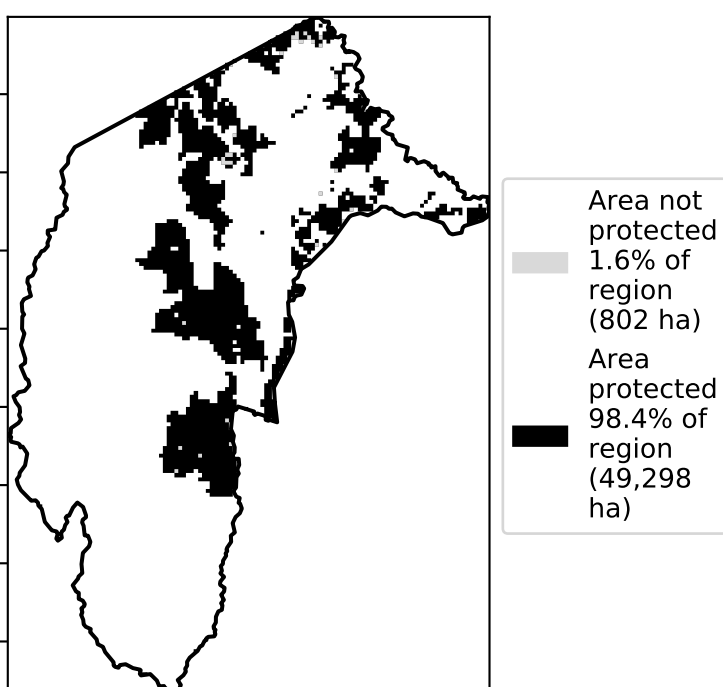 Area not
protected
1.6% of
region
(802 ha)
Area
protected
98.4% of
region
(49,298
ha)